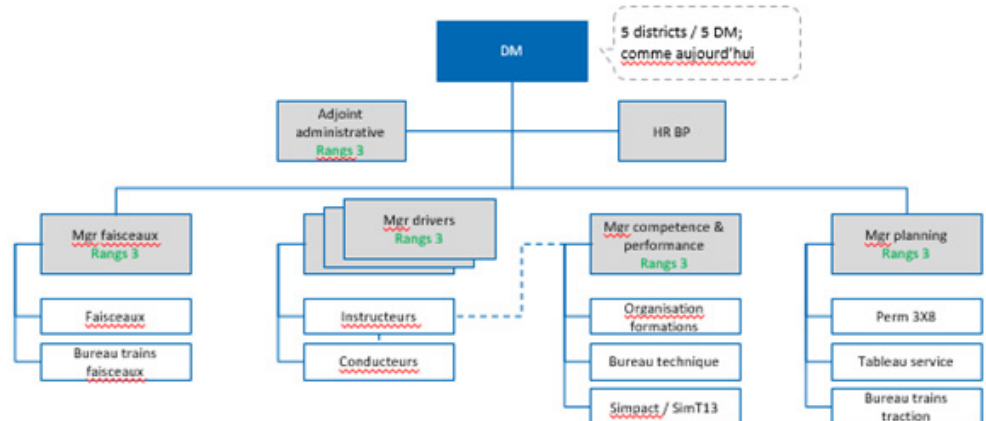 DM
5 districts / 5 DM;
comme aujourd'hui
Adjoint
administrative
Rangs 3
HR BP
Mgr faisceaux
Rangs 3
Mgr drivers
Rangs 3
Mgr competence &
performance
Rangs 3
Mgr planning
Rangs 3
Faisceaux
Instructeurs
Organisation
formations
Perm 3X8
Bureau trains
faisceaux
Conducteurs
Bureau technique
Tableau service
Simpact / SimT13
Bureau trains
traction